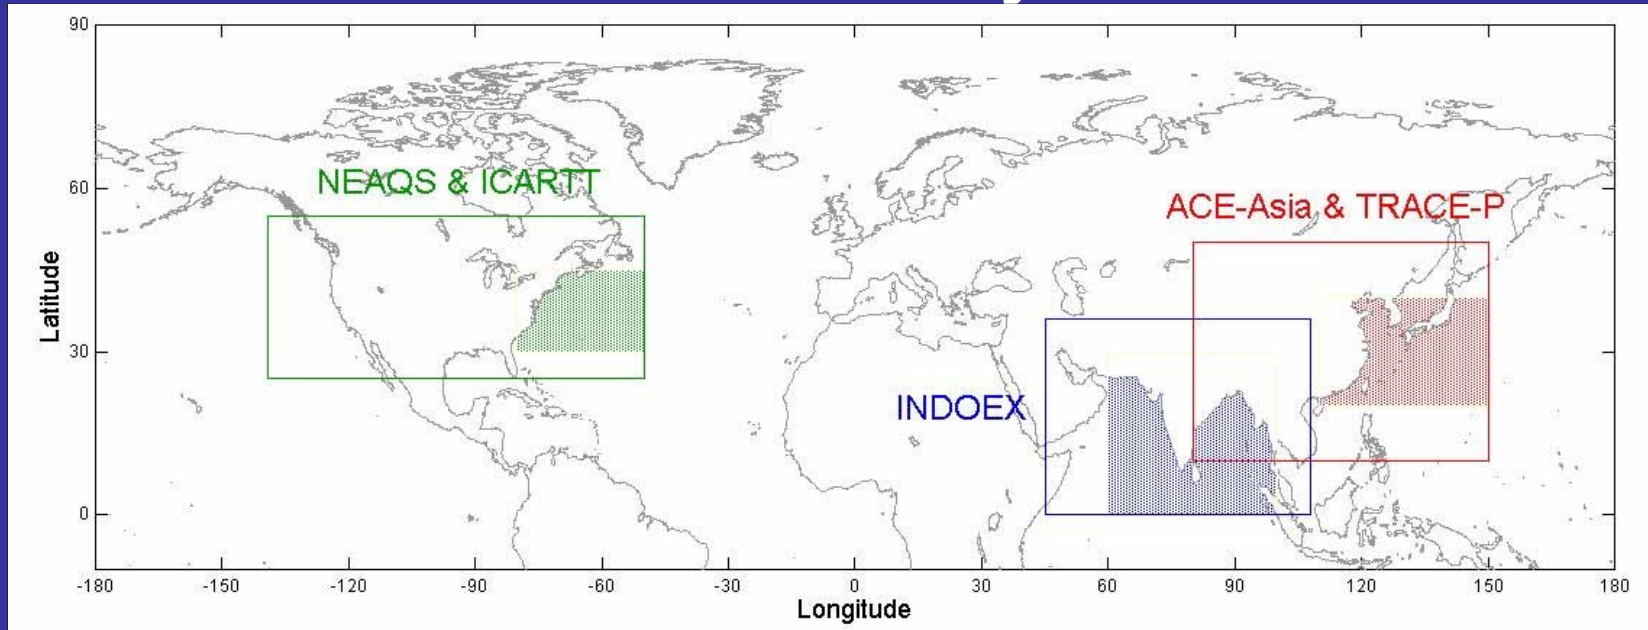 90
60
30
0
Latitude
NEAQS & ICARTT
ACE-Asia & TRACE-P
INDOEX
-180 -150 -120 -90 -60 -30 0 30 60 90 120 150 180
Longitude